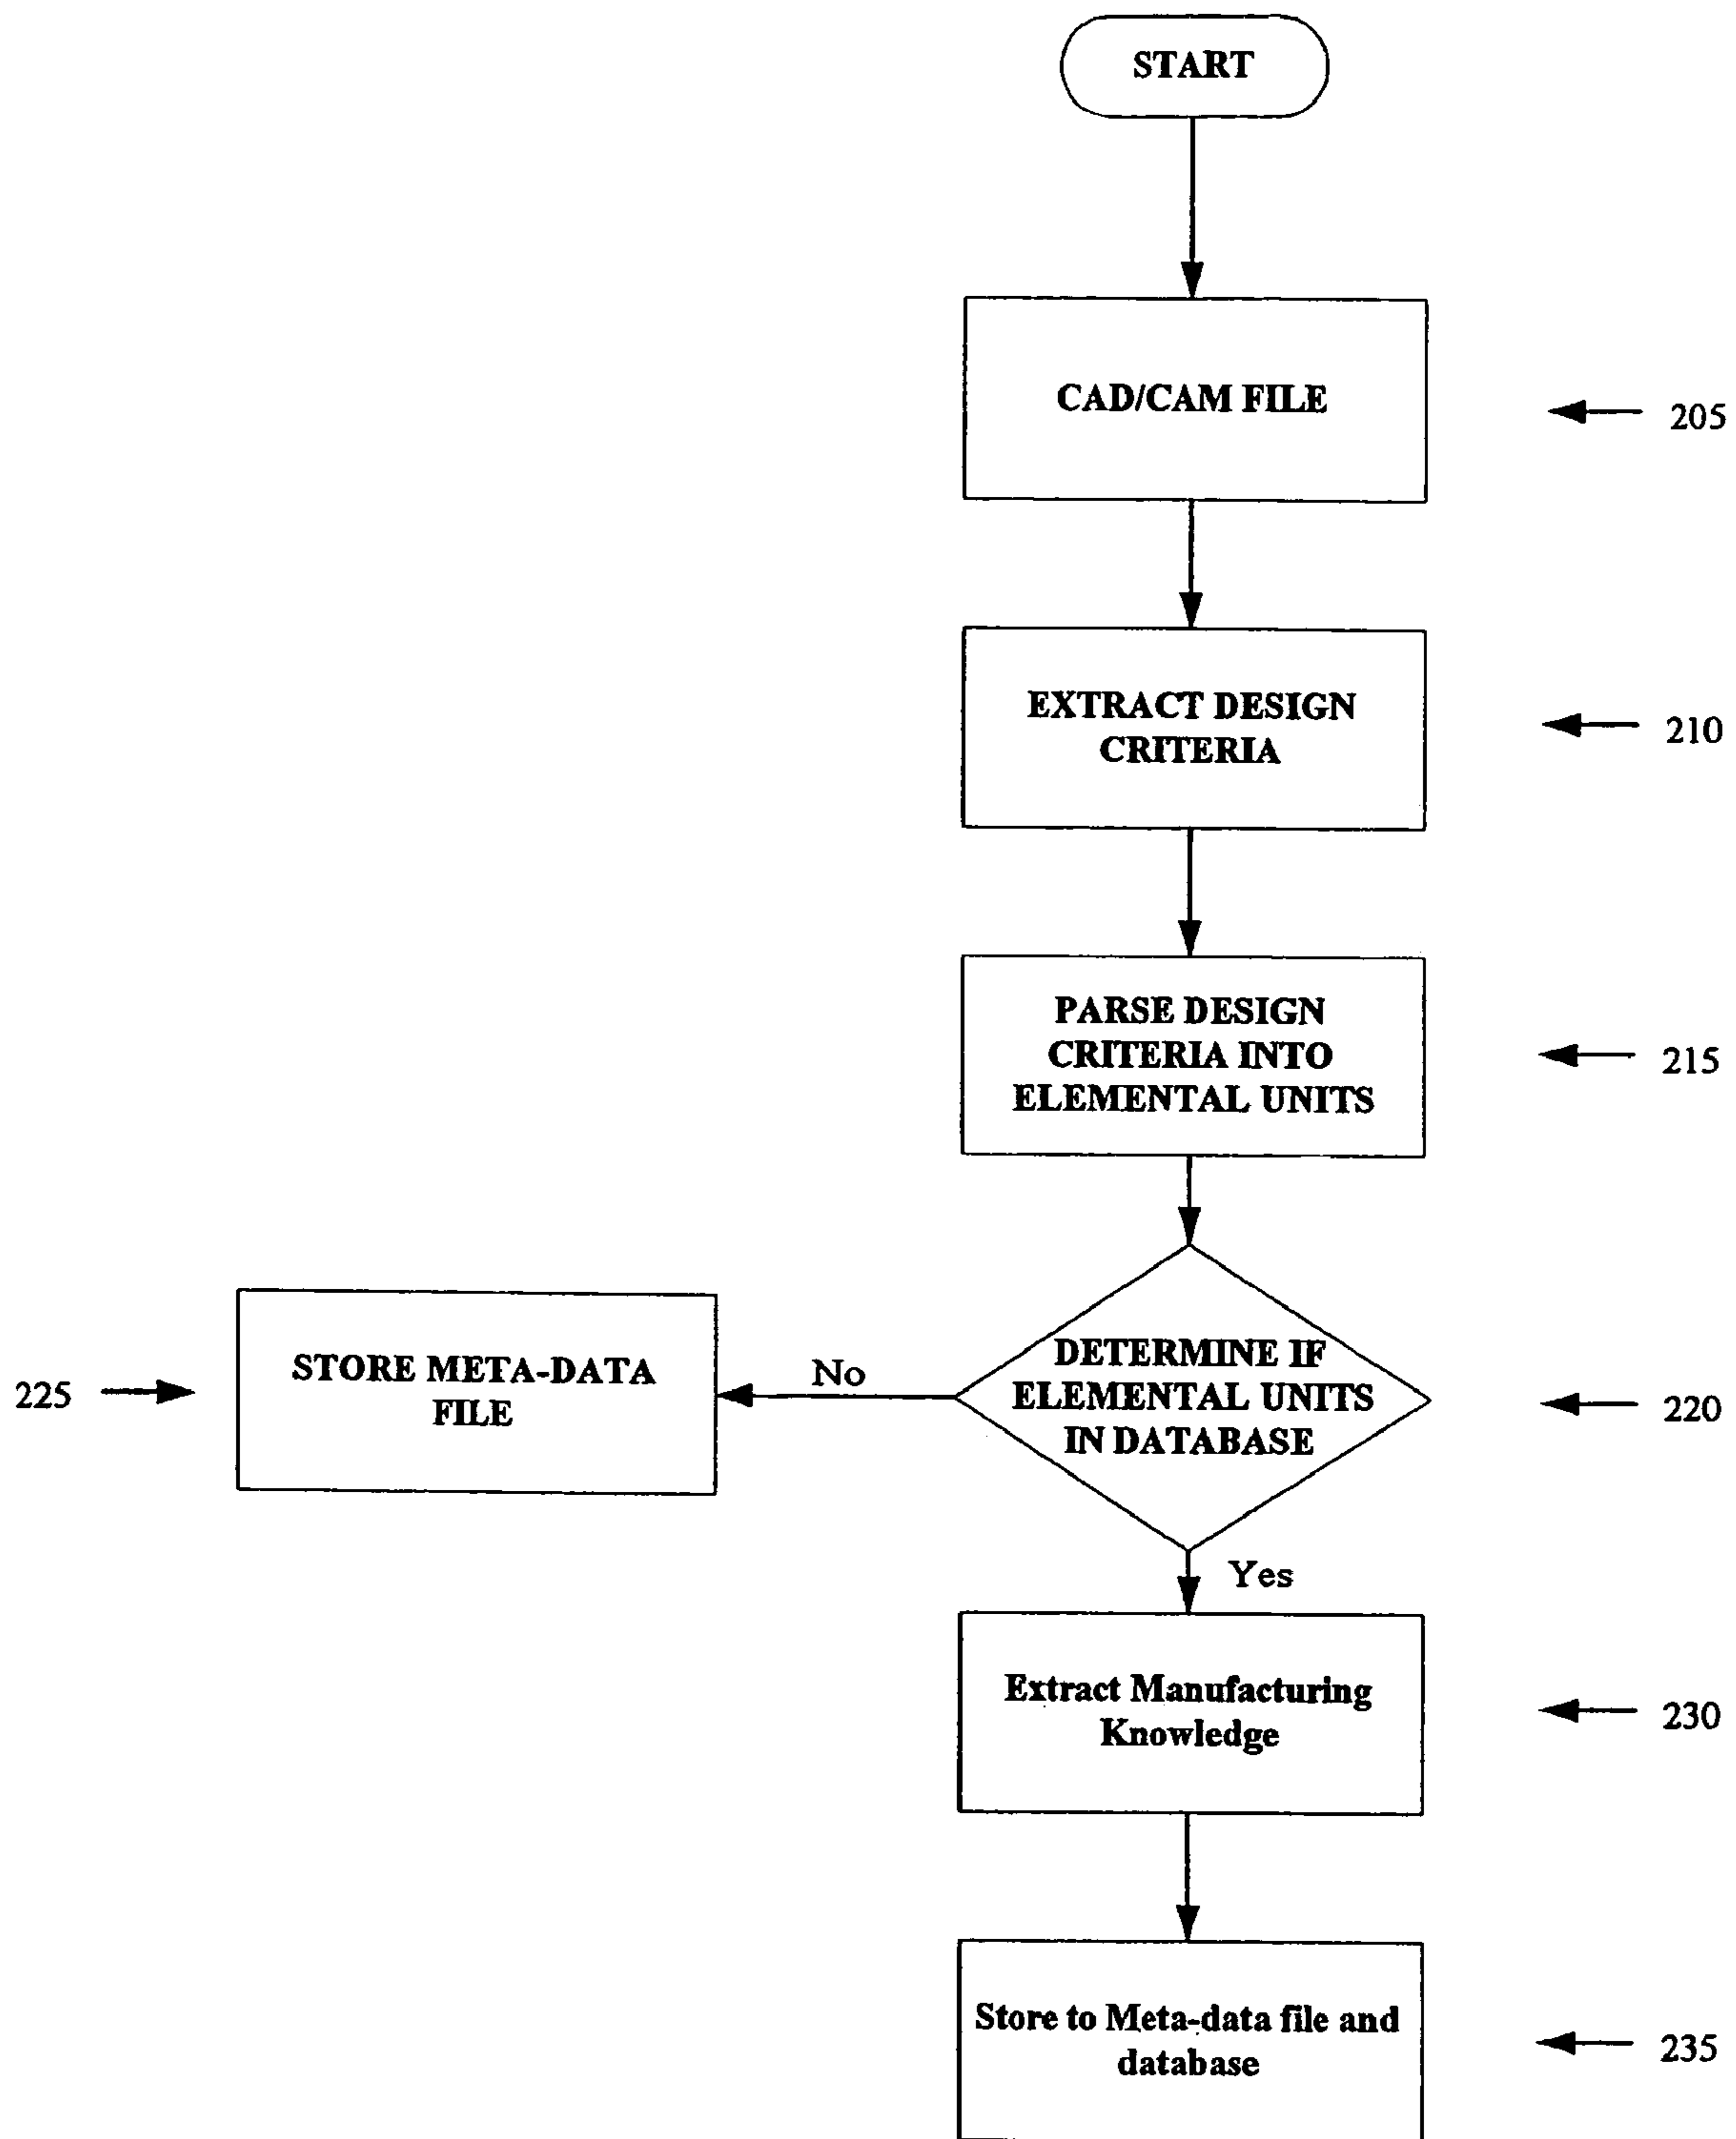 START
CAD/CAM FILE
205
EXTRACT DESIGN
CRITERIA
210
PARSE DESIGN
CRITERIA INTO
ELEMENTAL UNITS
215
DETERMINE IF
ELEMENTAL UNITS
IN DATABASE
220
No
STORE META-DATA
FILE
225
Yes
Extract Manufacturing
Knowledge
230
Store to Meta-data file and
database
235